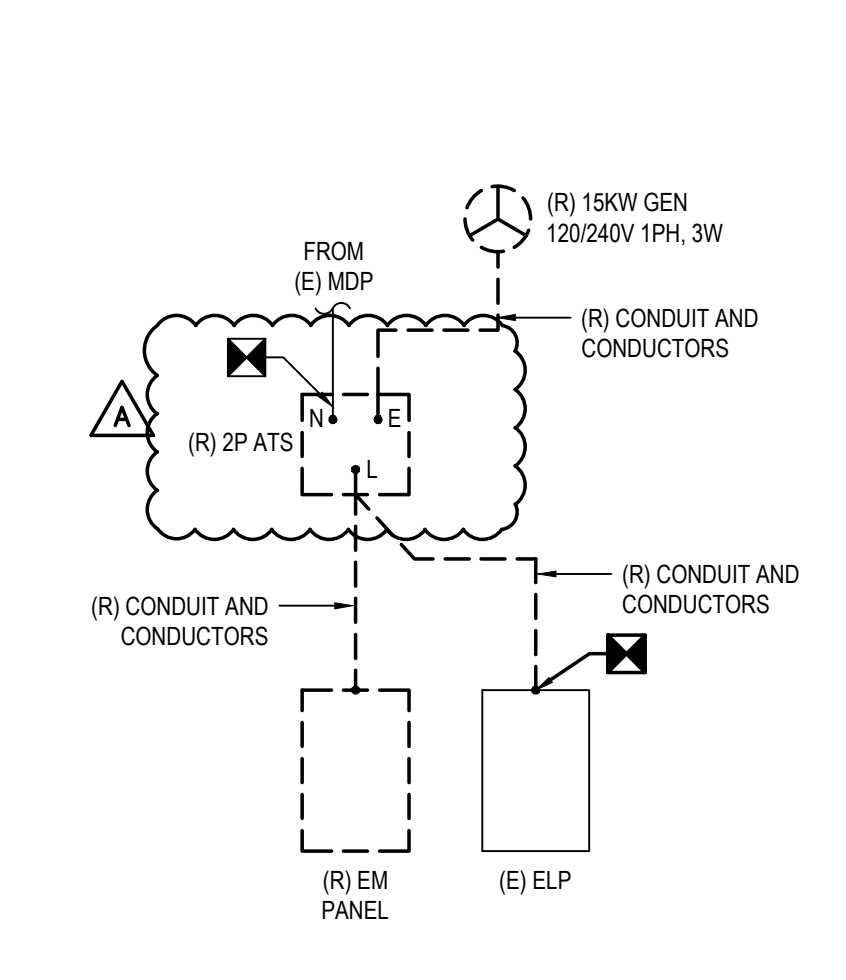 (R) 15KW GEN
120/240V 1PH, 3W
FROM
(E) MDP
(R) CONDUIT AND
CONDUCTORS
A
N
E
(R) 2P ATS
L
(R) CONDUIT AND
CONDUCTORS
(R) CONDUIT AND
CONDUCTORS
(R) EM
PANEL
(E) ELP